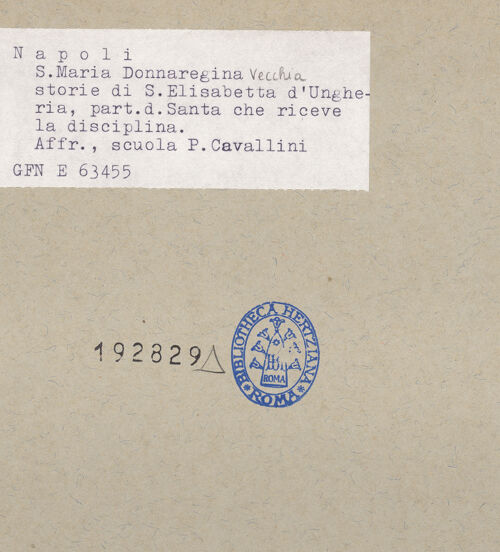 Napoli
S.Maria Donnaregina Vecchia
storie di S.Elisabetta d'Unghe-
ria, part.d.Santa che riceve
la disciplina.
Affr., scuola P.Cavallini
GFN E 63455
192829△
BIBLIOTHECA HERTZIANA
ROMA
* ROMA *